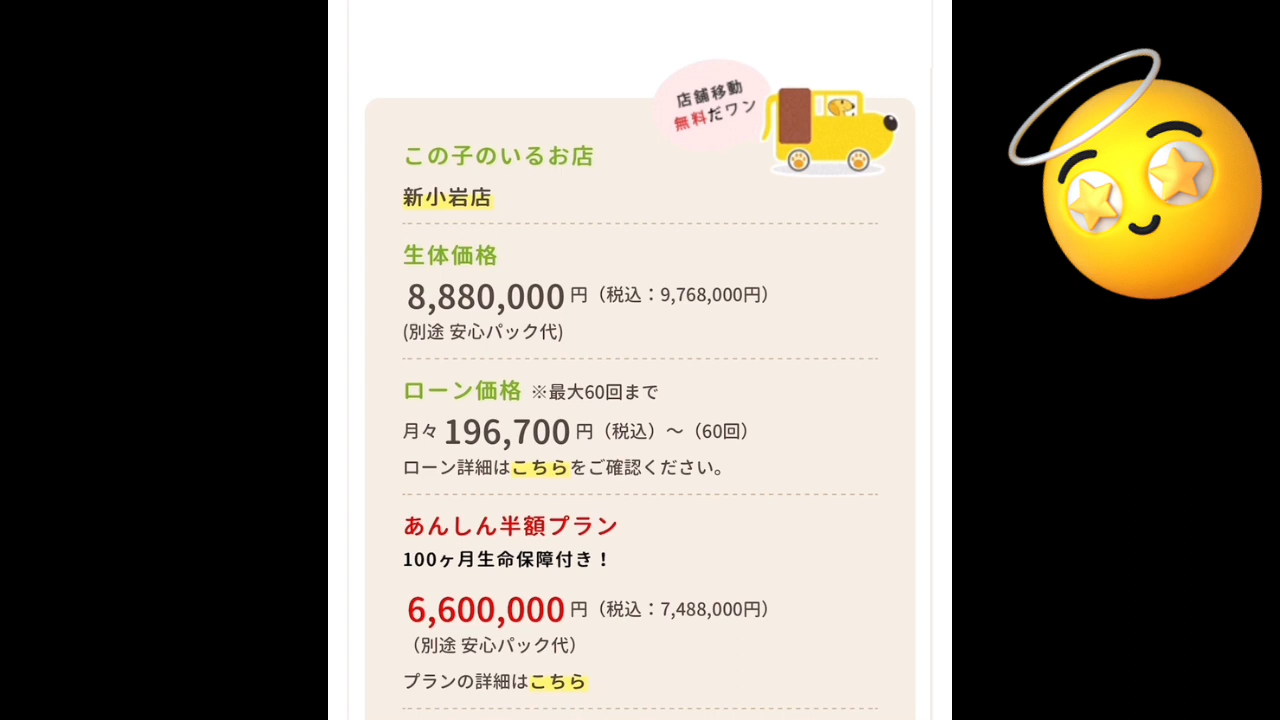 店舗移動
無料だワン
この子のいるお店
新小岩店
生体価格
8,880,000円（税込：9,768,000円）
(別途 安心パック代)
ローン価格 ※最大60回まで
月々196,700円（税込）～（60回）
ローン詳細はこちらをご確認ください。
あんしん半額プラン
100ヶ月生命保障付き！
6,600,000円（税込：7,488,000円）
（別途 安心パック代）
プランの詳細はこちら